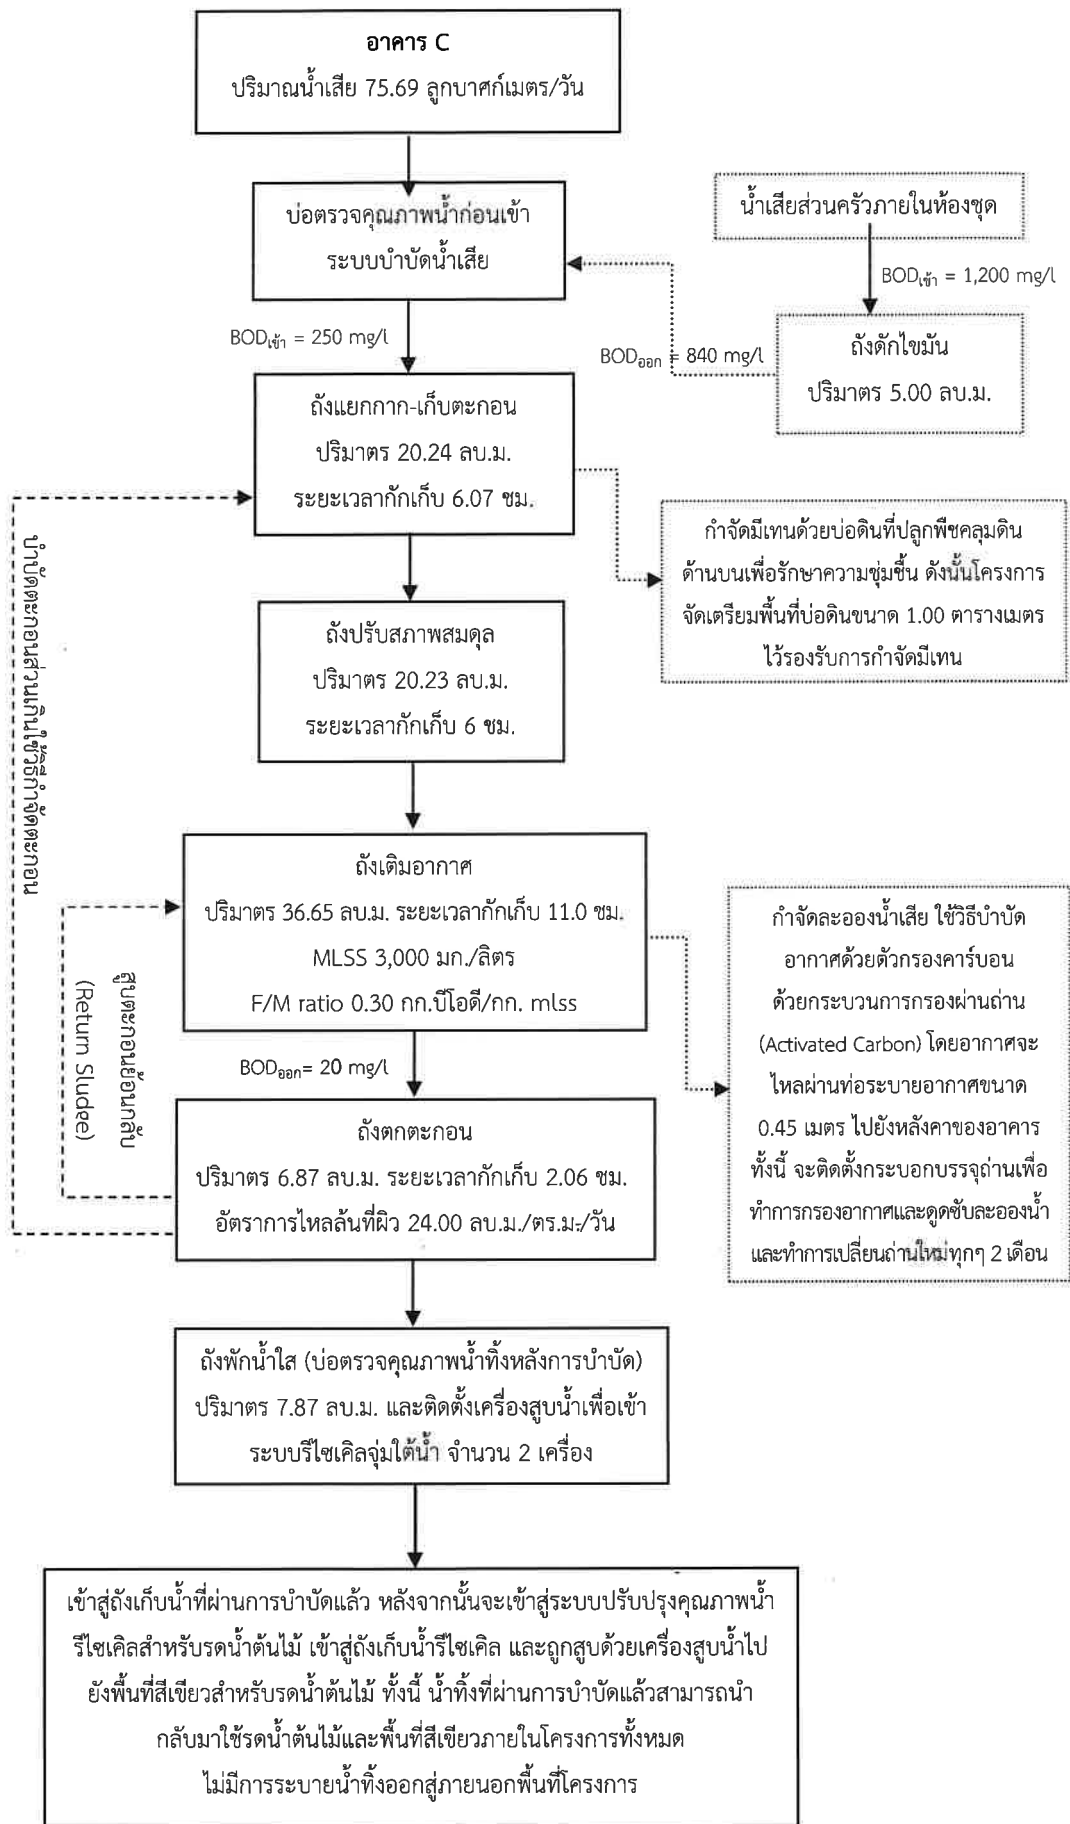 อาคาร C
ปริมาณน้ำเสีย 75.69 ลูกบาศก์เมตร/วัน
บ่อตรวจคุณภาพน้ำก่อนเข้า
ระบบบำบัดน้ำเสีย
น้ำเสียส่วนครัวภายในห้องชุด
BODเข้า = 1,200 mg/l
ถังดักไขมัน
ปริมาตร 5.00 ลบ.ม.
BODออก = 840 mg/l
BODเข้า = 250 mg/l
ถังแยกกาก-เก็บตะกอน
ปริมาตร 20.24 ลบ.ม.
ระยะเวลากักเก็บ 6.07 ชม.
กำจัดมีเทนด้วยบ่อดินที่ปลูกพืชคลุมดิน
ด้านบนเพื่อรักษาความชุ่มชื้น ดังนั้นโครงการ
จัดเตรียมพื้นที่บ่อดินขนาด 1.00 ตารางเมตร
ไว้รองรับการกำจัดมีเทน
ถังปรับสภาพสมดุล
ปริมาตร 20.23 ลบ.ม.
ระยะเวลากักเก็บ 6 ชม.
บำบัดตะกอนส่วนเกินใช้วิธีกำจัดตะกอน
ถังเติมอากาศ
ปริมาตร 36.65 ลบ.ม. ระยะเวลากักเก็บ 11.0 ชม.
MLSS 3,000 มก./ลิตร
F/M ratio 0.30 กก.บีโอดี/กก. mlss
กำจัดละอองน้ำเสีย ใช้วิธีบำบัด
อากาศด้วยตัวกรองคาร์บอน
ด้วยกระบวนการกรองผ่านถ่าน
(Activated Carbon) โดยอากาศจะ
ไหลผ่านท่อระบายอากาศขนาด
0.45 เมตร ไปยังหลังคาของอาคาร
ทั้งนี้ จะติดตั้งกระบอกบรรจุถ่านเพื่อ
ทำการกรองอากาศและดูดซับละอองน้ำ
และทำการเปลี่ยนถ่านใหม่ทุกๆ 2 เดือน
สูบตะกอนย้อนกลับ
(Return Sludge)
BODออก= 20 mg/l
ถังตกตะกอน
ปริมาตร 6.87 ลบ.ม. ระยะเวลากักเก็บ 2.06 ชม.
อัตราการไหลล้นที่ผิว 24.00 ลบ.ม./ตร.ม./วัน
ถังพักน้ำใส (บ่อตรวจคุณภาพน้ำทิ้งหลังการบำบัด)
ปริมาตร 7.87 ลบ.ม. และติดตั้งเครื่องสูบน้ำเพื่อเข้า
ระบบรีไซเคิลจุ่มใต้น้ำ จำนวน 2 เครื่อง
เข้าสู่ถังเก็บน้ำที่ผ่านการบำบัดแล้ว หลังจากนั้นจะเข้าสู่ระบบปรับปรุงคุณภาพน้ำ
รีไซเคิลสำหรับรดน้ำต้นไม้ เข้าสู่ถังเก็บน้ำรีไซเคิล และถูกสูบด้วยเครื่องสูบน้ำไป
ยังพื้นที่สีเขียวสำหรับรดน้ำต้นไม้ ทั้งนี้ น้ำทิ้งที่ผ่านการบำบัดแล้วสามารถนำ
กลับมาใช้รดน้ำต้นไม้และพื้นที่สีเขียวภายในโครงการทั้งหมด
ไม่มีการระบายน้ำทิ้งออกสู่ภายนอกพื้นที่โครงการ